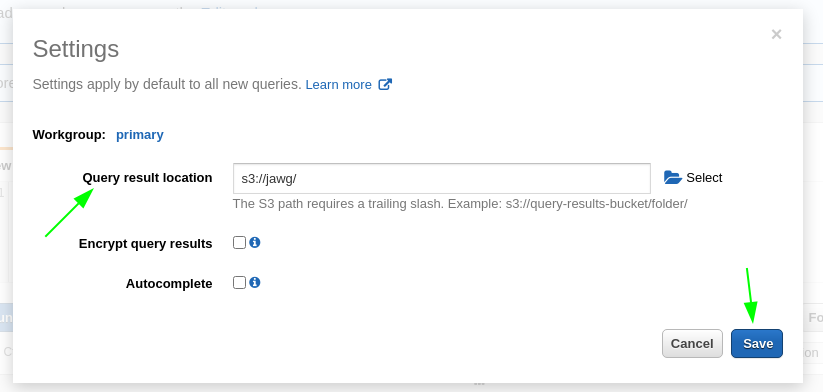 Settings
Settings apply by default to all new queries. Learn more
Workgroup: primary
Query result location s3://jawg/ Select
The S3 path requires a trailing slash. Example: s3://query-results-bucket/folder/
Encrypt query results
Autocomplete
Cancel Save